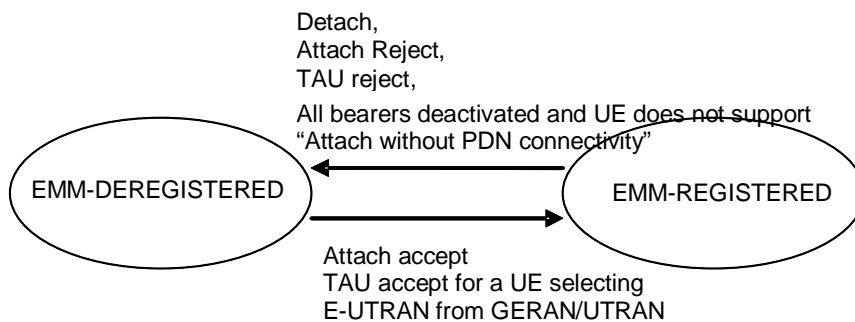 Detach,
Attach Reject,
TAU reject,
All bearers deactivated and UE does not support
“Attach without PDN connectivity”
EMM-DEREGISTERED
EMM-REGISTERED
Attach accept
TAU accept for a UE selecting
E-UTRAN from GERAN/UTRAN